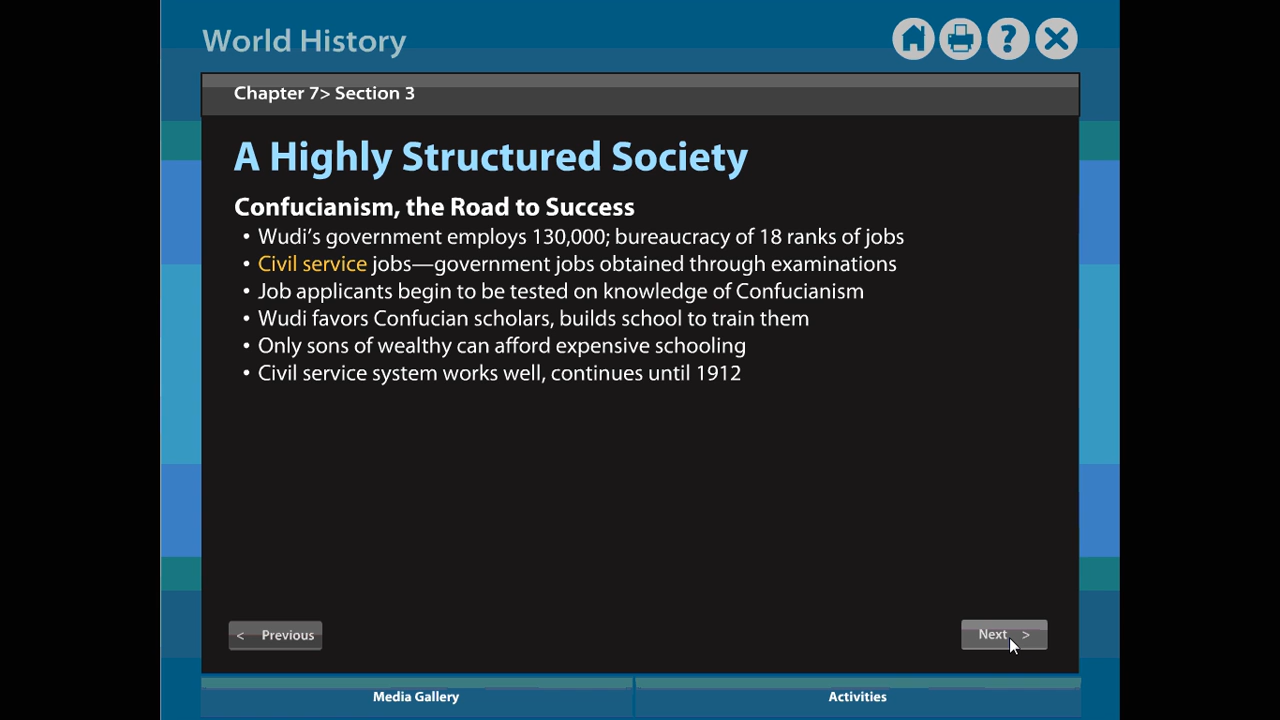 World History
Chapter 7> Section 3
A Highly Structured Society
Confucianism, the Road to Success
• Wudi’s government employs 130,000; bureaucracy of 18 ranks of jobs
• Civil service jobs—government jobs obtained through examinations
• Job applicants begin to be tested on knowledge of Confucianism
• Wudi favors Confucian scholars, builds school to train them
• Only sons of wealthy can afford expensive schooling
• Civil service system works well, continues until 1912
< Previous
Next >
Media Gallery
Activities